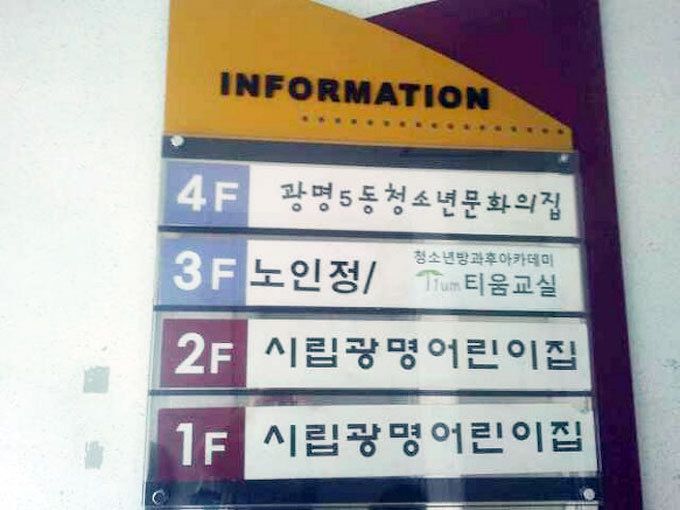 INFORMATION
4F 광명5동청소년문화의집
3F 노인정/ 청소년방과후아카데미
Tium 티움교실
2F 시립광명어린이집
1F 시립광명어린이집